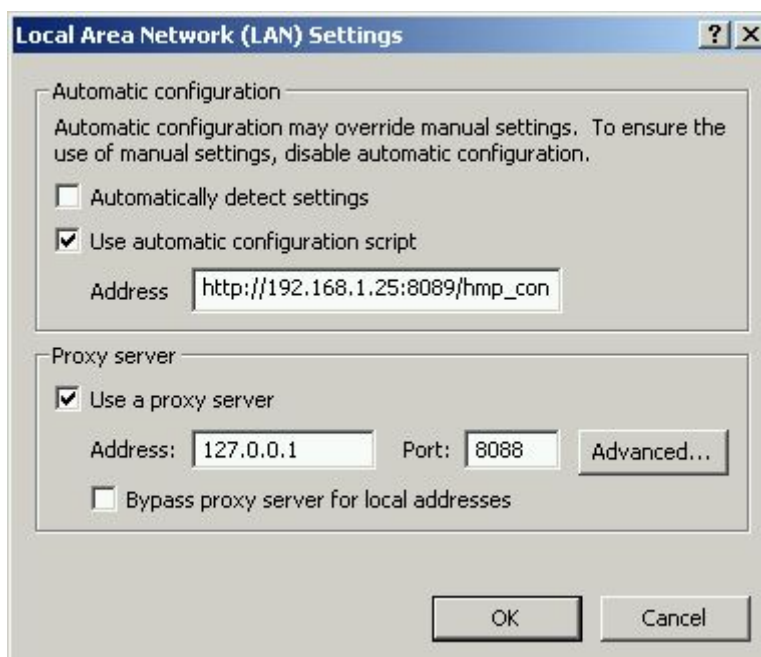 Local Area Network (LAN) Settings
Automatic configuration
Automatic configuration may override manual settings. To ensure the
use of manual settings, disable automatic configuration.
Automatically detect settings
Use automatic configuration script
Address http://192.168.1.25:8089/hmp_con
Proxy server
Use a proxy server
Address: 127.0.0.1 Port: 8088 Advanced...
Bypass proxy server for local addresses
OK Cancel